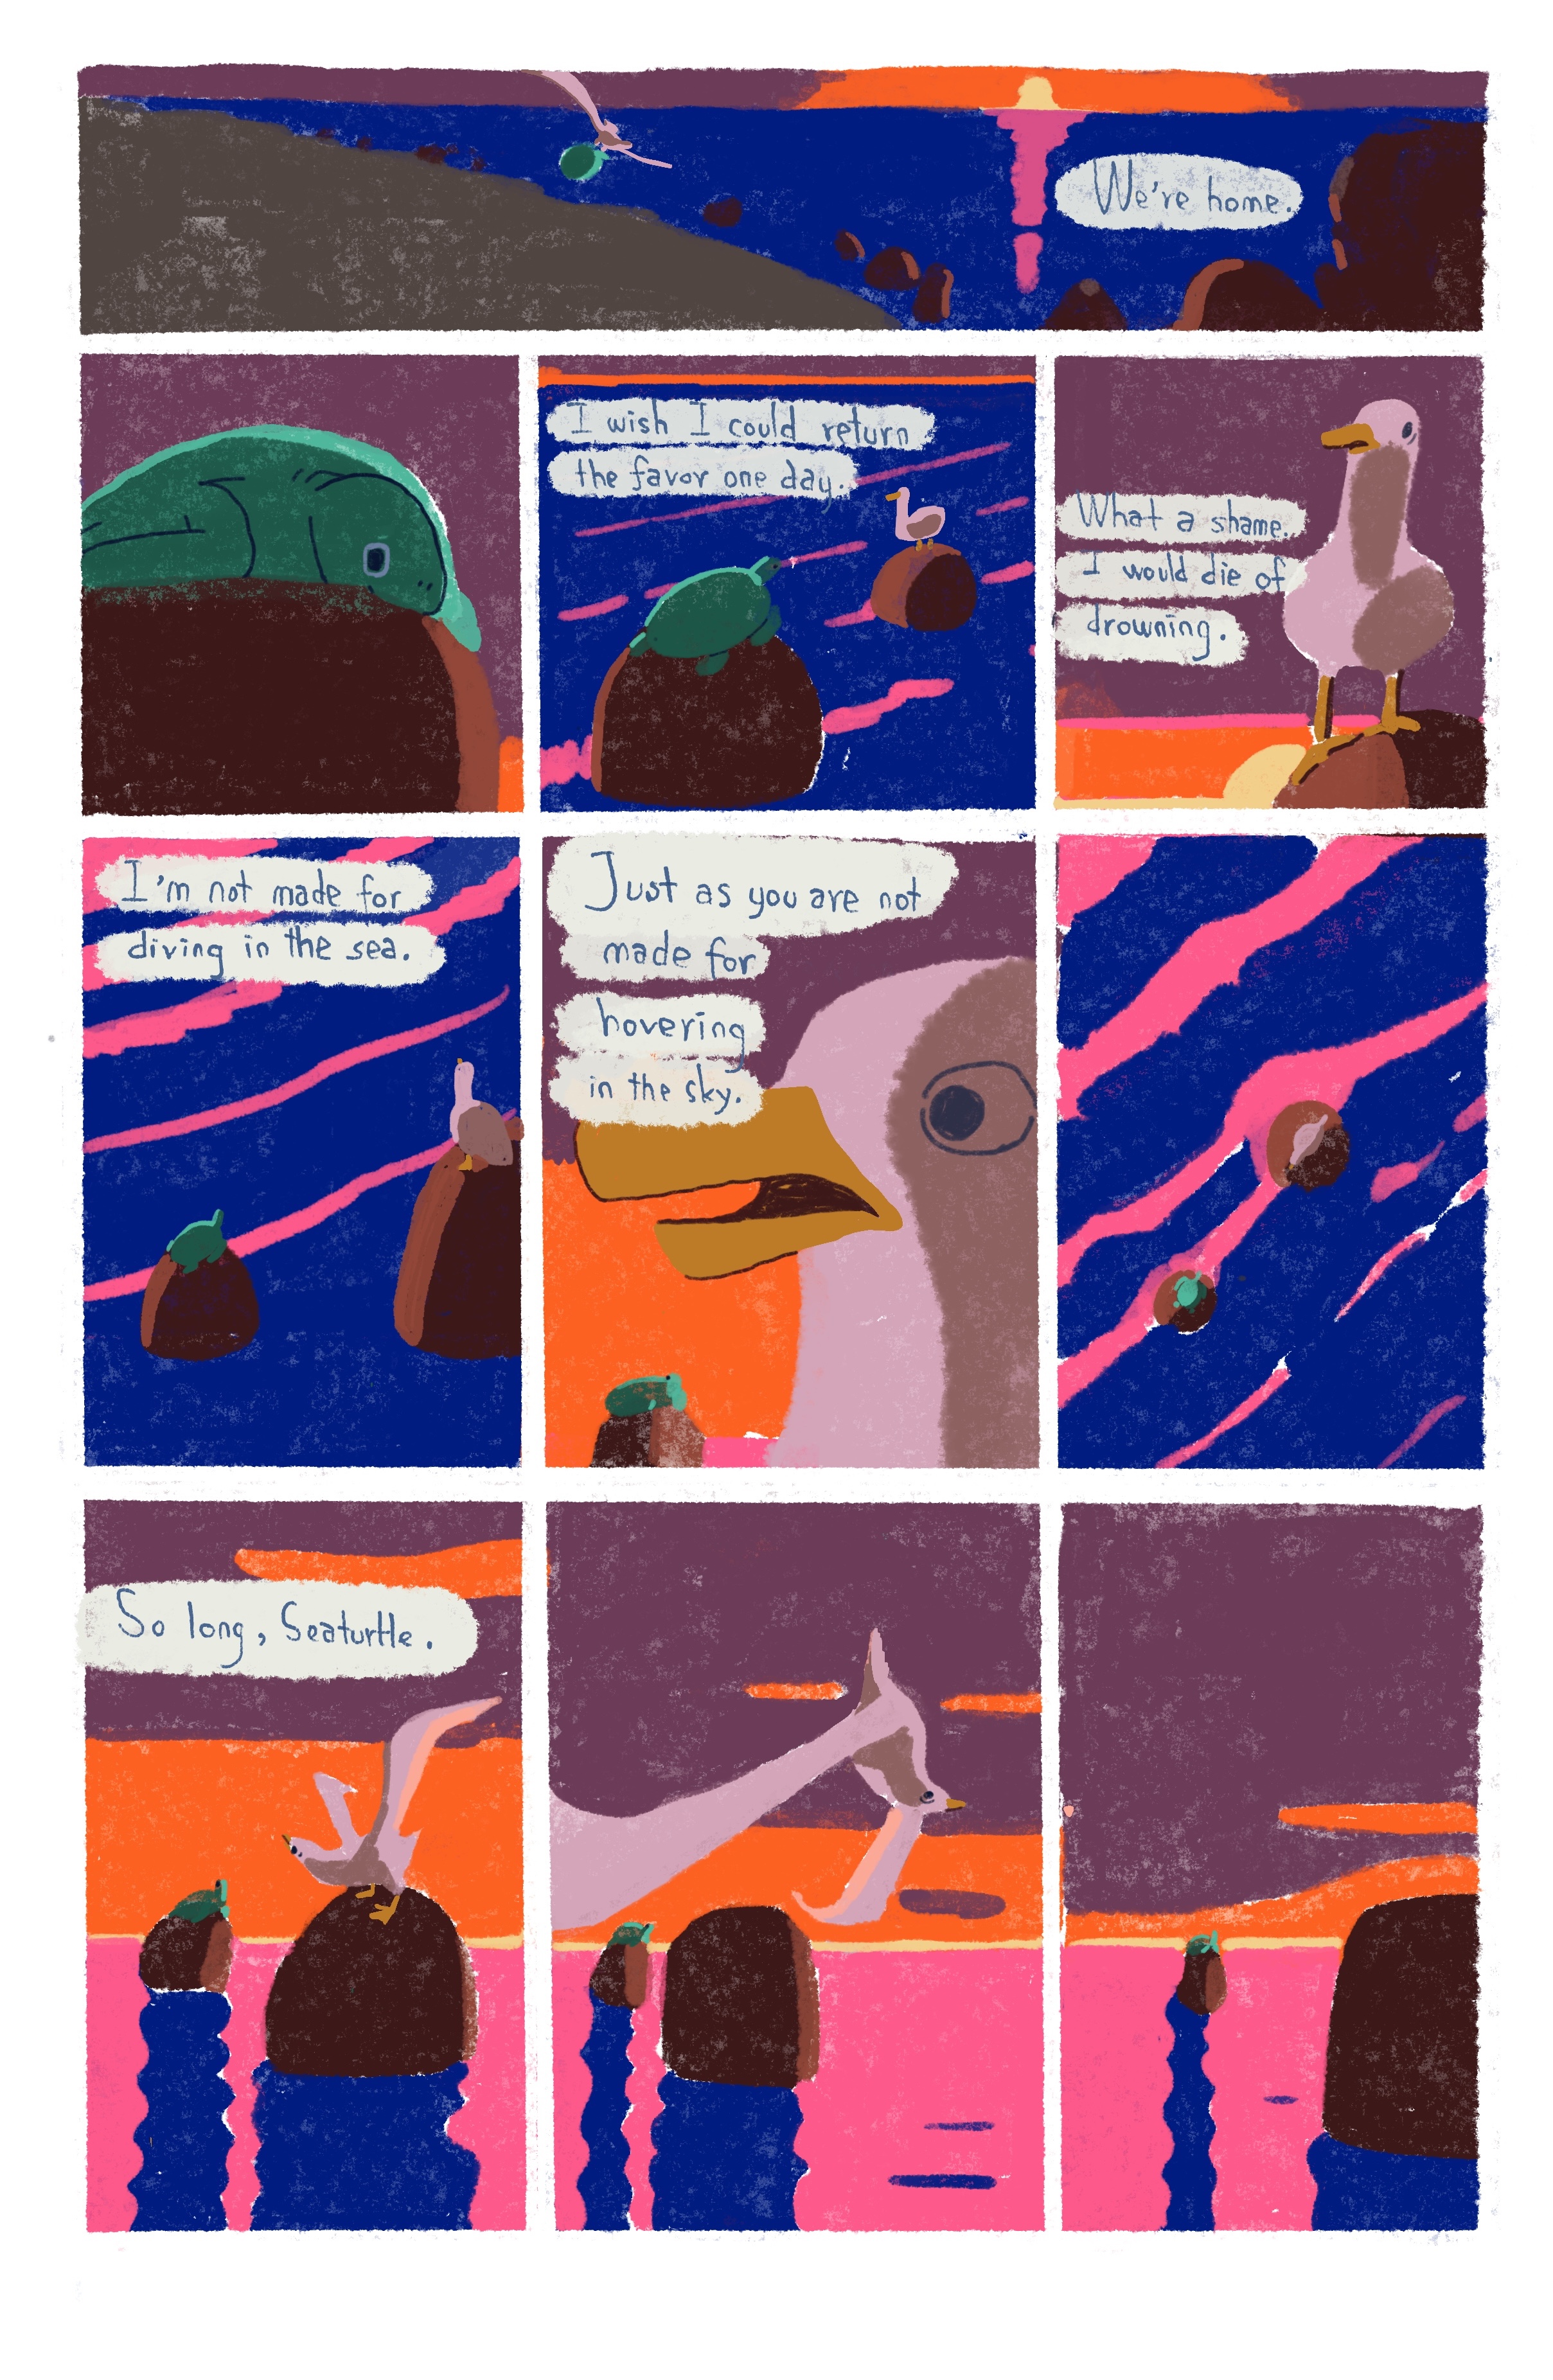 We're home.
I wish I could return
the favor one day.
What a shame.
I would die of
drowning.
I'm not made for
diving in the sea.
Just as you are not
made for
hovering
in the sky.
So long, Seaturtle.